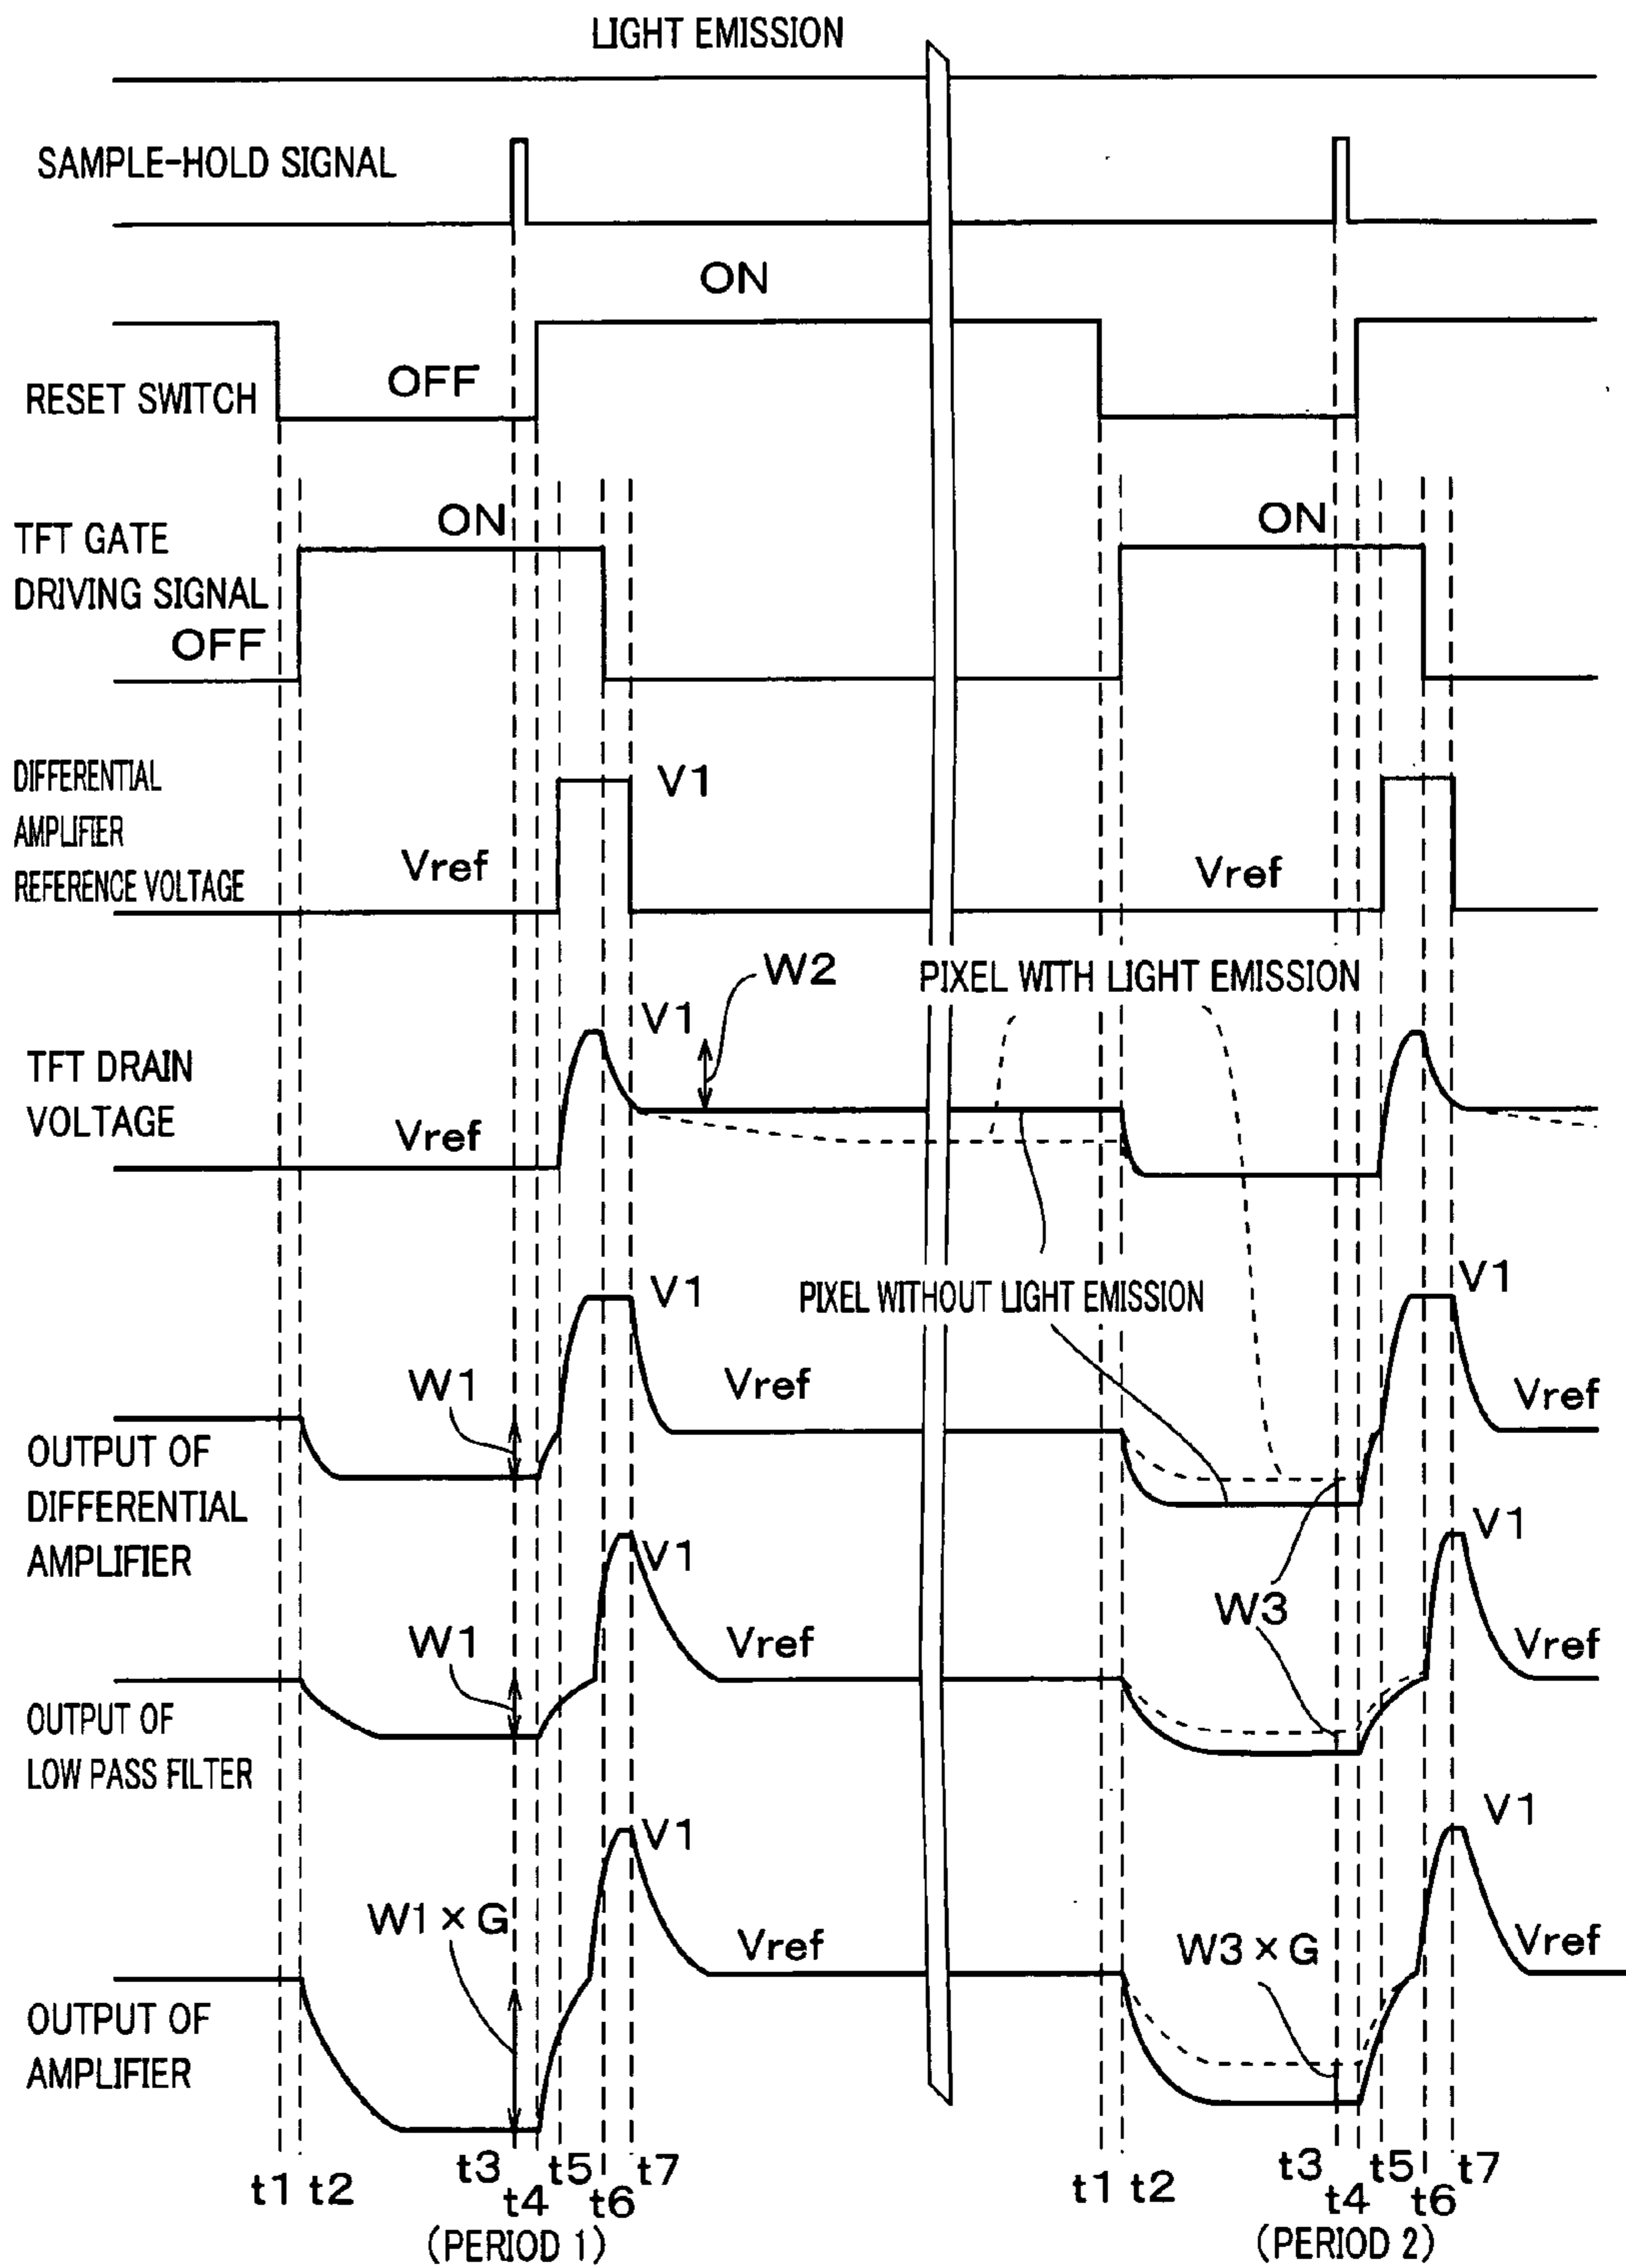 LIGHT EMISSION
SAMPLE-HOLD SIGNAL
ON
RESET SWITCH
OFF
TFT GATE
DRIVING SIGNAL
ON
ON
OFF
DIFFERENTIAL
AMPLIFIER
REFERENCE VOLTAGE
V1
Vref
Vref
W2
PIXEL WITH LIGHT EMISSION
V1
TFT DRAIN
VOLTAGE
Vref
V1
PIXEL WITHOUT LIGHT EMISSION
V1
W1
Vref
Vref
OUTPUT OF
DIFFERENTIAL
AMPLIFIER
V1
V1
W3
W1
Vref
Vref
OUTPUT OF
LOW PASS FILTER
V1
V1
W1×G
Vref
W3×G
Vref
OUTPUT OF
AMPLIFIER
t1 t2 t3 t4 t5 t6 t7
t1 t2 t3 t4 t5 t6 t7
(PERIOD 1)
(PERIOD 2)